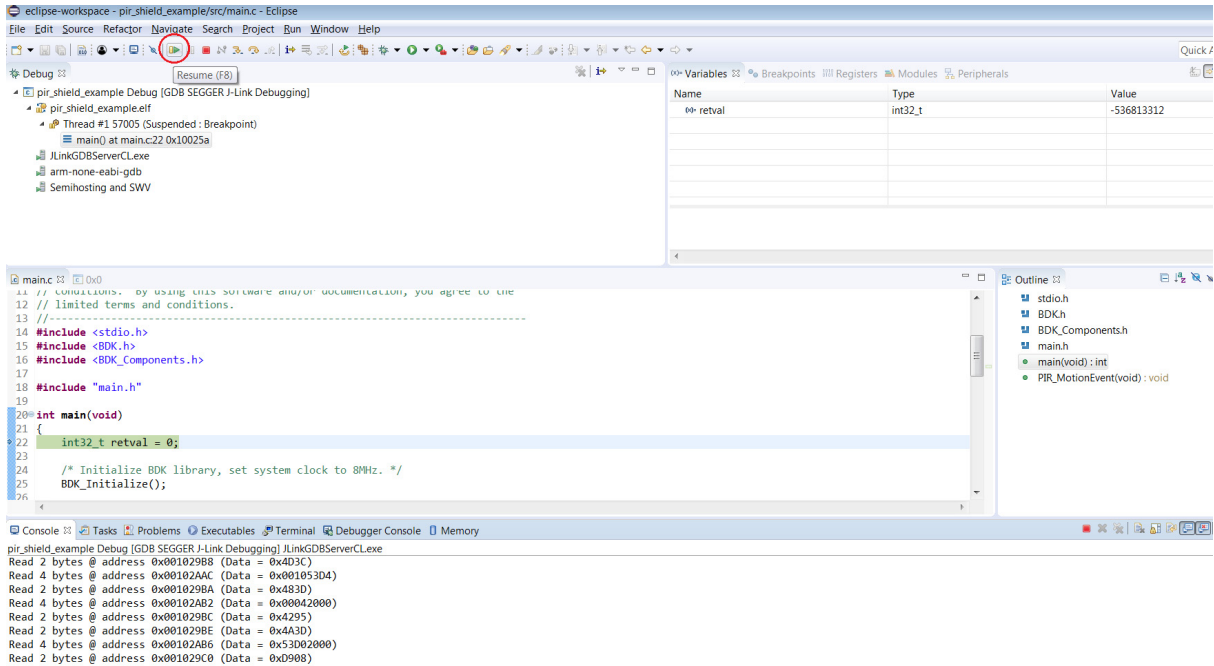 eclipse-workspace - pir_shield_example/src/main.c - Eclipse
File Edit Source Refactor Navigate Search Project Run Window Help
Quick A
Resume (F8)
Debug
pir_shield_example Debug [GDB SEGGER J-Link Debugging]
pir_shield_example.elf
Thread #1 57005 (Suspended : Breakpoint)
main() at main.c:22 0x10025a
JLinkGDBServerCL.exe
arm-none-eabi-gdb
Semihosting and SWV
Variables Breakpoints Registers Modules Peripherals
Name Type Value
retval int32_t -536813312
main.c 0x0
11 // conditions. By using this software and/or documentation, you agree to the
12 // limited terms and conditions.
13 //-----------------------------------------------------------------------------
14 #include <stdio.h>
15 #include <BDK.h>
16 #include <BDK_Components.h>
17
18 #include "main.h"
19
20 int main(void)
21 {
22 int32_t retval = 0;
23
24 /* Initialize BDK library, set system clock to 8MHz. */
25 BDK_Initialize();
26
Outline
stdio.h
BDK.h
BDK_Components.h
main.h
main(void) : int
PIR_MotionEvent(void) : void
Console Tasks Problems Executables Terminal Debugger Console Memory
pir_shield_example Debug [GDB SEGGER J-Link Debugging] JLinkGDBServerCL.exe
Read 2 bytes @ address 0x001029B8 (Data = 0x4D3C)
Read 4 bytes @ address 0x00102AAC (Data = 0x001053D4)
Read 2 bytes @ address 0x001029BA (Data = 0x483D)
Read 4 bytes @ address 0x00102AB2 (Data = 0x00042000)
Read 2 bytes @ address 0x001029BC (Data = 0x4295)
Read 2 bytes @ address 0x001029BE (Data = 0x4A3D)
Read 4 bytes @ address 0x00102AB6 (Data = 0x53D02000)
Read 2 bytes @ address 0x001029C0 (Data = 0xD908)